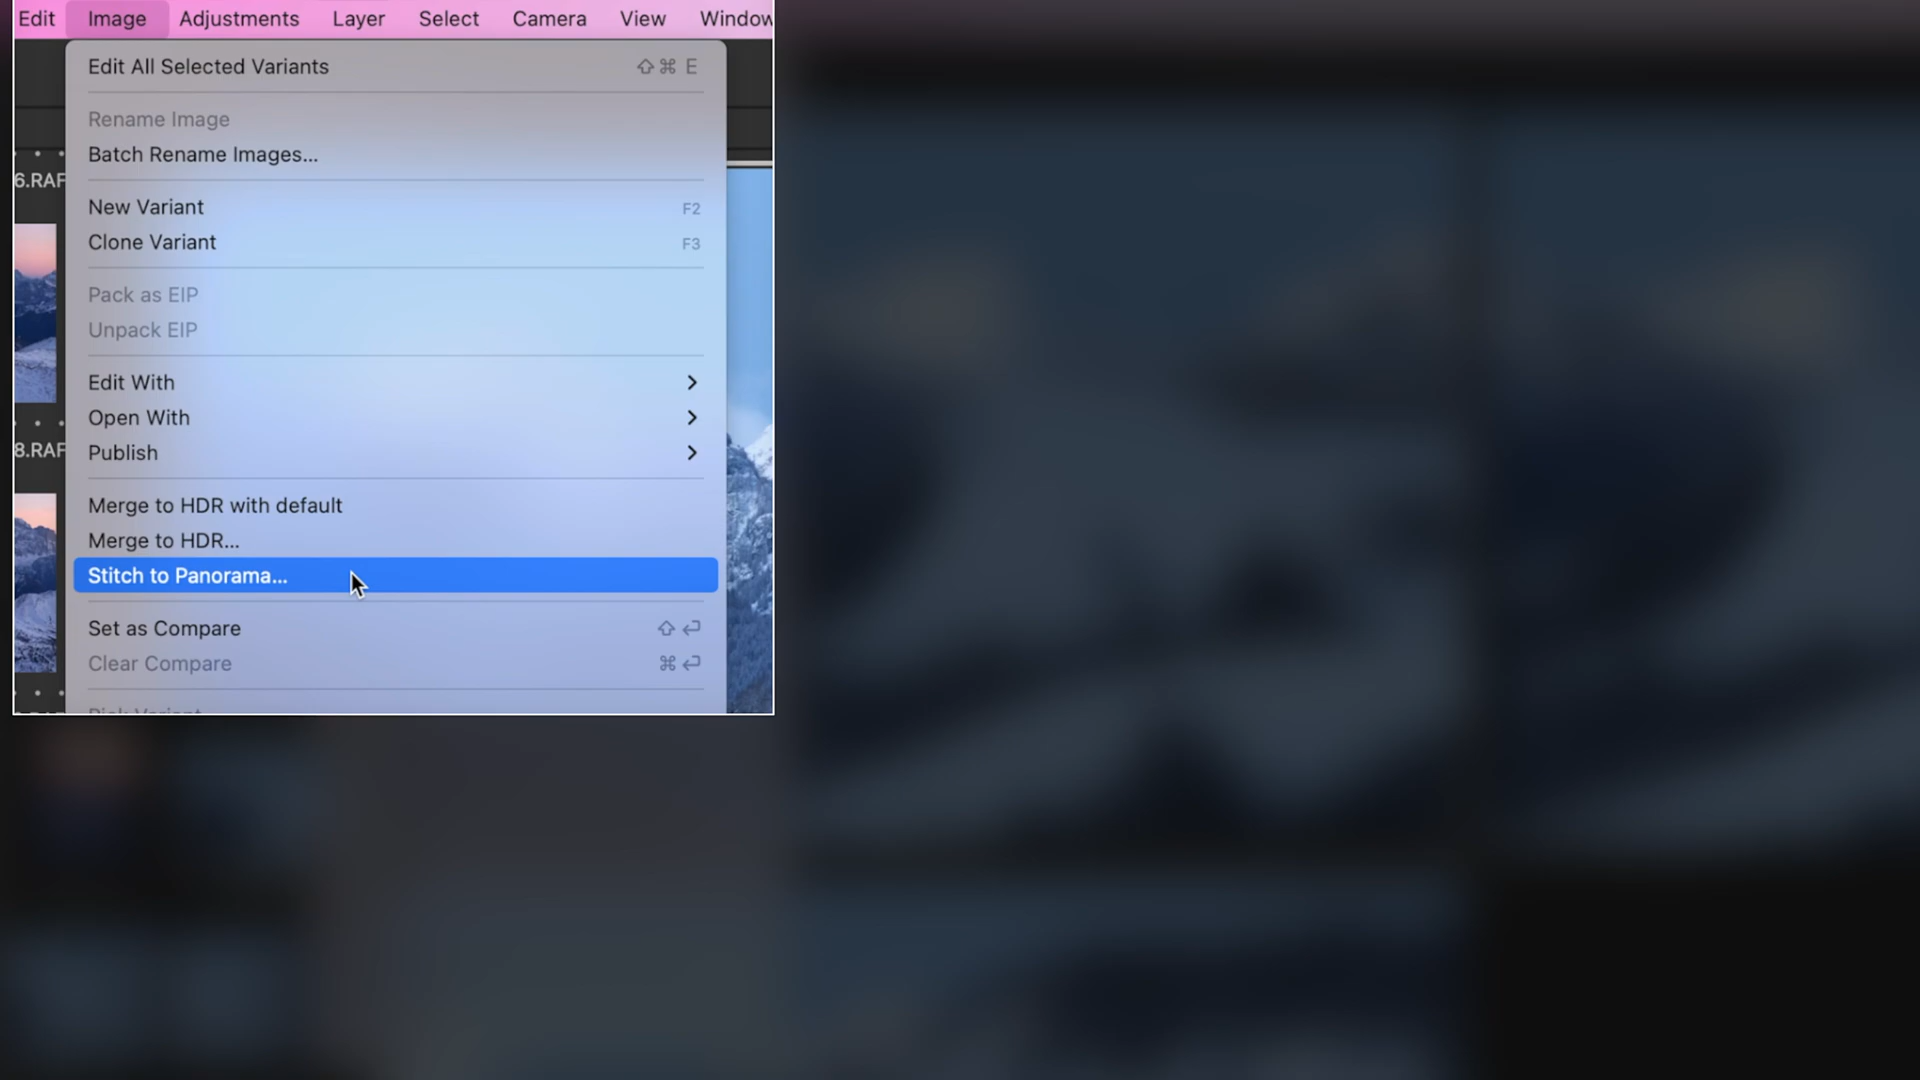 Edit Image Adjustments Layer Select Camera View Window
Edit All Selected Variants ⇧ ⌘ E
Rename Image
Batch Rename Images...
6.RAF
New Variant F2
Clone Variant F3
Pack as EIP
Unpack EIP
Edit With >
Open With >
8.RAF
Publish >
Merge to HDR with default
Merge to HDR...
Stitch to Panorama...
Set as Compare ⇧ ↩
Clear Compare ⌘ ↩